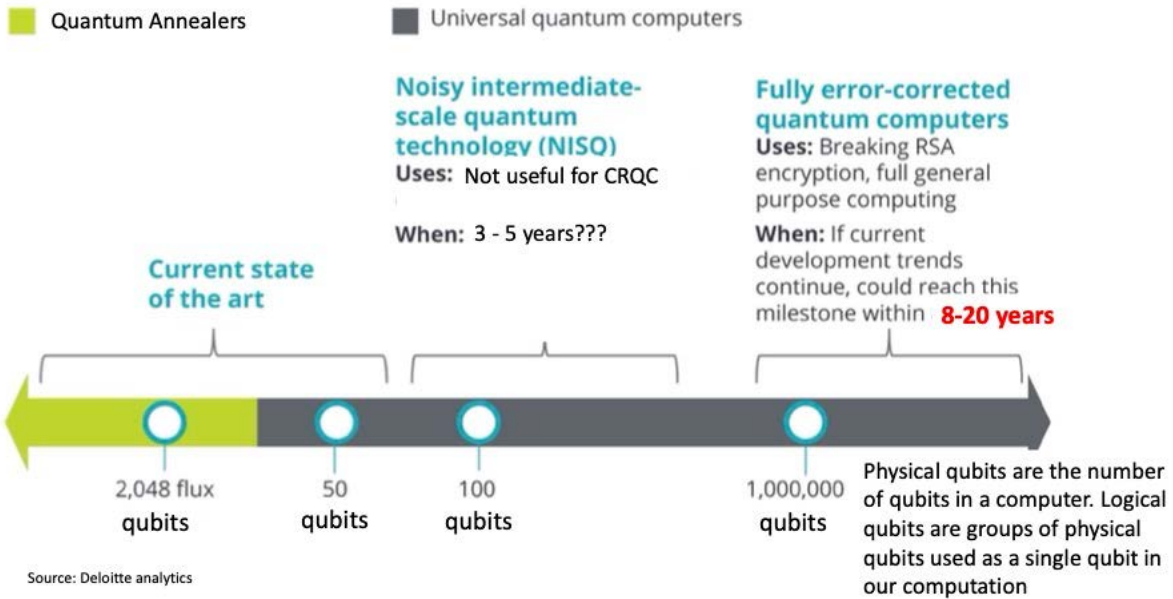 Quantum Annealers
Universal quantum computers
Noisy intermediate-
scale quantum
technology (NISQ)
Uses: Not useful for CRQC
When: 3 - 5 years???
Fully error-corrected
quantum computers
Uses: Breaking RSA
encryption, full general
purpose computing
When: If current
development trends
continue, could reach this
milestone within 8-20 years
Current state
of the art
2,048 flux
qubits
50
qubits
100
qubits
1,000,000
qubits
Physical qubits are the number
of qubits in a computer. Logical
qubits are groups of physical
qubits used as a single qubit in
our computation
Source: Deloitte analytics